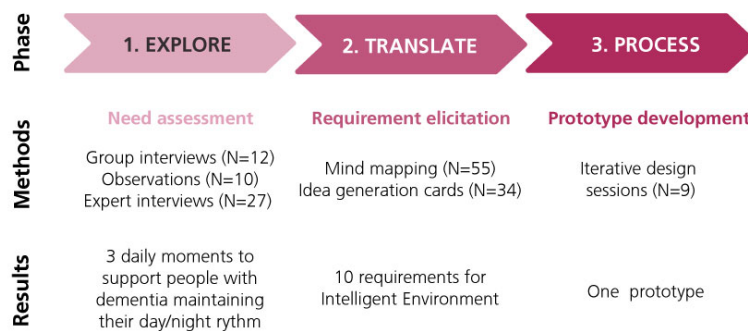 Phase
1. EXPLORE
2. TRANSLATE
3. PROCESS
Methods
Need assessment
Group interviews (N=12)
Observations (N=10)
Expert interviews (N=27)
Requirement elicitation
Mind mapping (N=55)
Idea generation cards (N=34)
Prototype development
Iterative design
sessions (N=9)
Results
3 daily moments to
support people with
dementia maintaining
their day/night rythm
10 requirements for
Intelligent Environment
One prototype